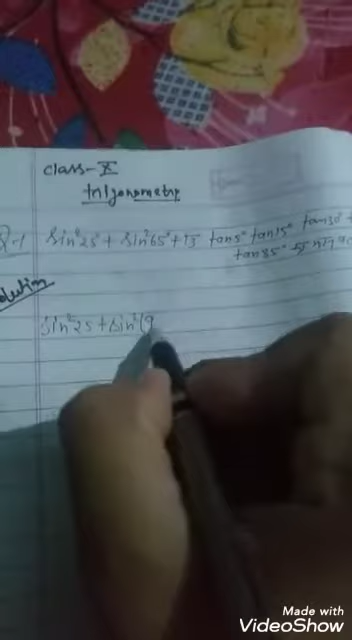 class-X
trigonometry
Q-1 Sin²25° + Sin²65° + √3 tan5° tan15° tan30°
tan85°
Solution
Sin²25 + Sin²(9
Made with
VideoShow